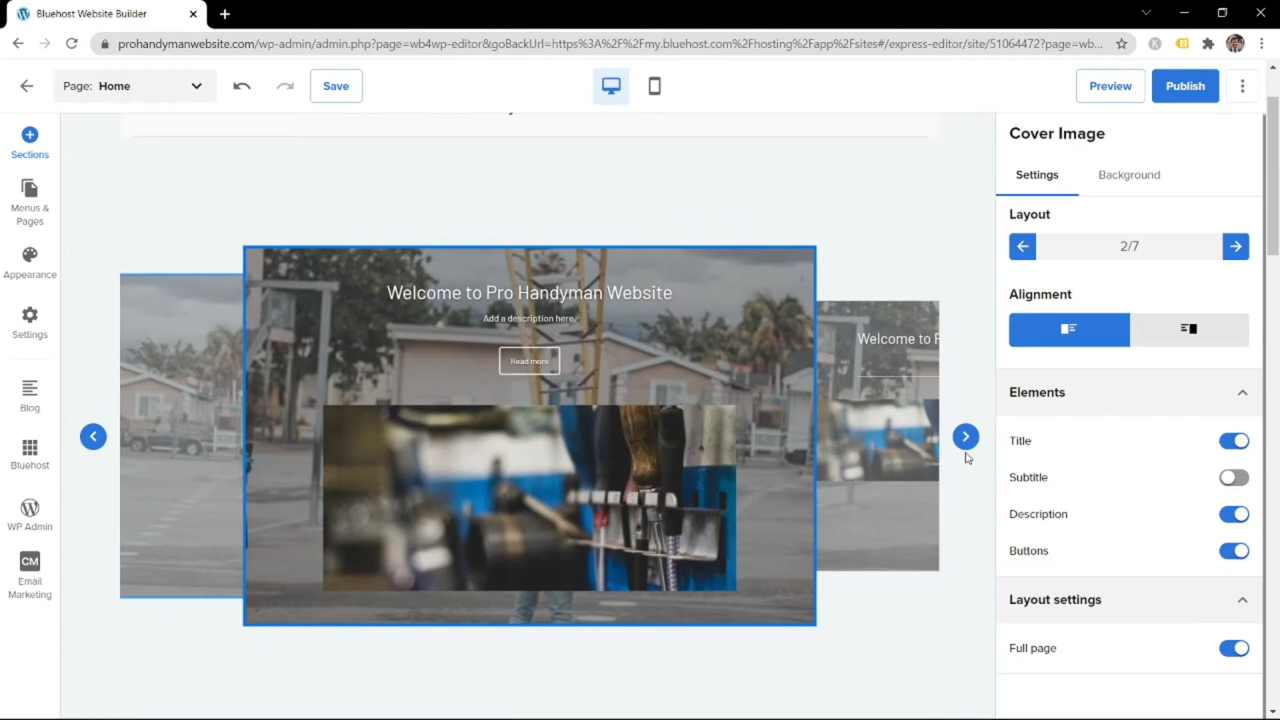 Bluehost Website Builder
prohandymanwebsite.com/wp-admin/admin.php?page=wb4wp-editor&goBackUrl=https%3A%2F%2Fmy.bluehost.com%2Fhosting%2Fapp%2Fsites#/express-editor/site/51064472?page=wb...
Page: Home
Save
Preview
Publish
Sections
Menus &
Pages
Appearance
Settings
Blog
Bluehost
WP Admin
CM
Email
Marketing
Welcome to Pro Handyman Website
Add a description here.
Read more
Welcome to P
Cover Image
Settings
Background
Layout
2/7
Alignment
Elements
Title
Subtitle
Description
Buttons
Layout settings
Full page